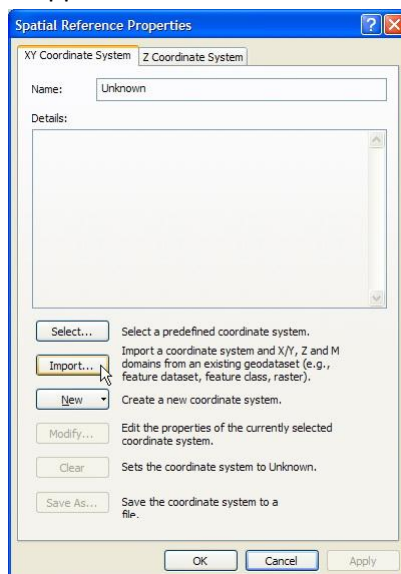 Spatial Reference Properties
XY Coordinate System Z Coordinate System
Name: Unknown
Details:
Select... Select a predefined coordinate system.
Import... Import a coordinate system and X/Y, Z and M
domains from an existing geodataset (e.g.,
feature dataset, feature class, raster).
New Create a new coordinate system.
Modify... Edit the properties of the currently selected
coordinate system.
Clear Sets the coordinate system to Unknown.
Save As... Save the coordinate system to a
file.
OK Cancel Apply